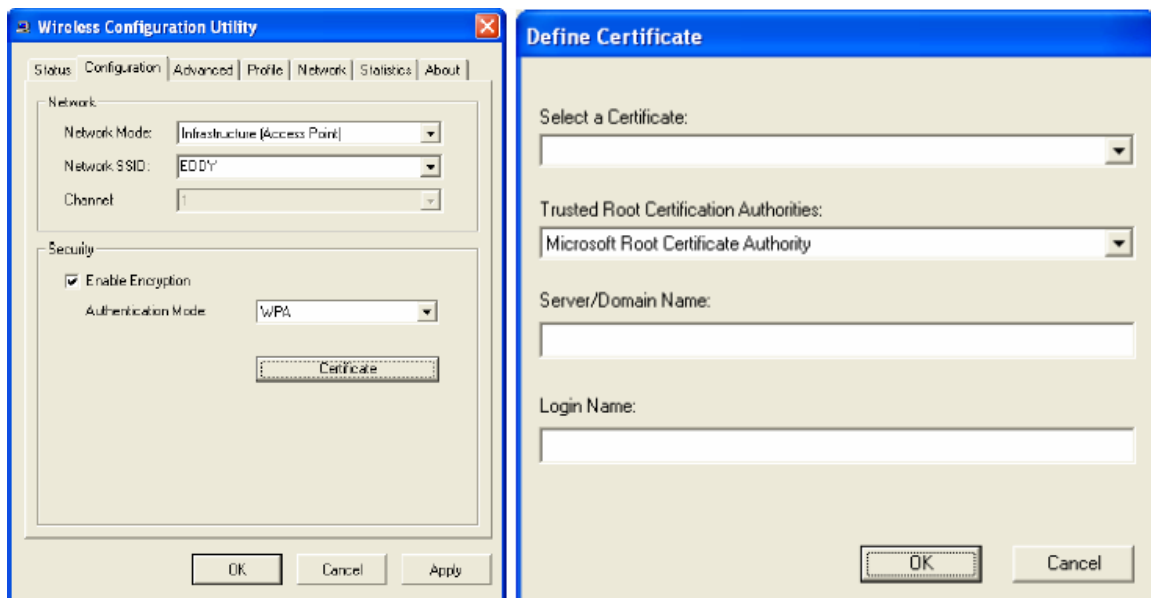 Wireless Configuration Utility
Status Configuration Advanced Profile Network Statistics About
Network
Network Mode: Infrastructure (Access Point)
Network SSID: EDDY
Channel: 1
Security
Enable Encryption
Authentication Mode: WPA
Certificate
OK Cancel Apply
Define Certificate
Select a Certificate:
Trusted Root Certification Authorities:
Microsoft Root Certificate Authority
Server/Domain Name:
Login Name:
OK Cancel